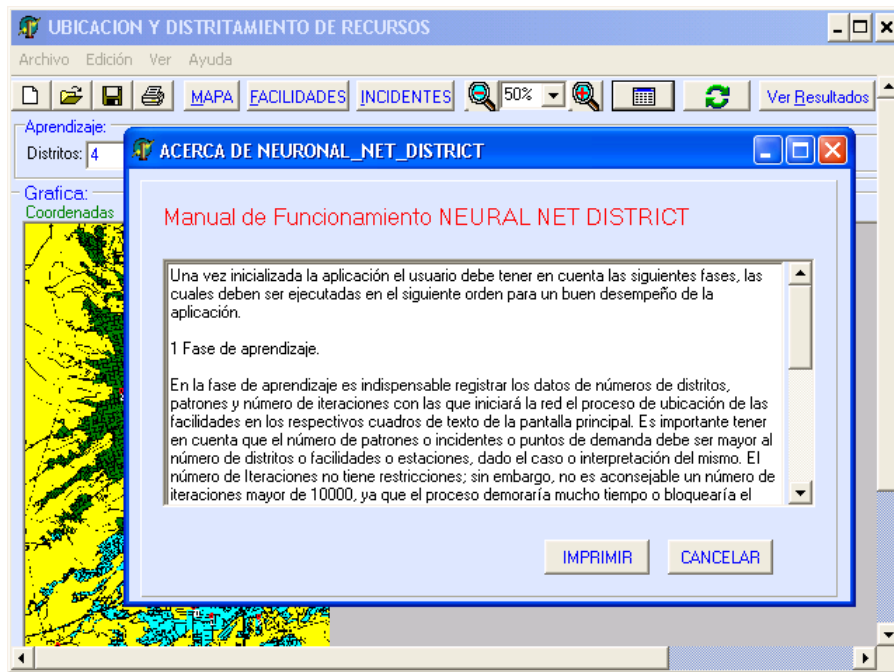 UBICACION Y DISTRITAMIENTO DE RECURSOS
Archivo Edición Ver Ayuda
MAPA FACILIDADES INCIDENTES 50% Ver Resultados
Aprendizaje:
Distritos: 4
Grafica:
Coordenadas
ACERCA DE NEURONAL_NET_DISTRICT
Manual de Funcionamiento NEURAL NET DISTRICT
Una vez inicializada la aplicación el usuario debe tener en cuenta las siguientes fases, las
cuales deben ser ejecutadas en el siguiente orden para un buen desempeño de la
aplicación.
1 Fase de aprendizaje.
En la fase de aprendizaje es indispensable registrar los datos de números de distritos,
patrones y número de iteraciones con las que iniciará la red el proceso de ubicación de las
facilidades en los respectivos cuadros de texto de la pantalla principal. Es importante tener
en cuenta que el número de patrones o incidentes o puntos de demanda debe ser mayor al
número de distritos o facilidades o estaciones, dado el caso o interpretación del mismo. El
número de Iteraciones no tiene restricciones; sin embargo, no es aconsejable un número de
iteraciones mayor de 10000, ya que el proceso demoraría mucho tiempo o bloquearía el
IMPRIMIR CANCELAR